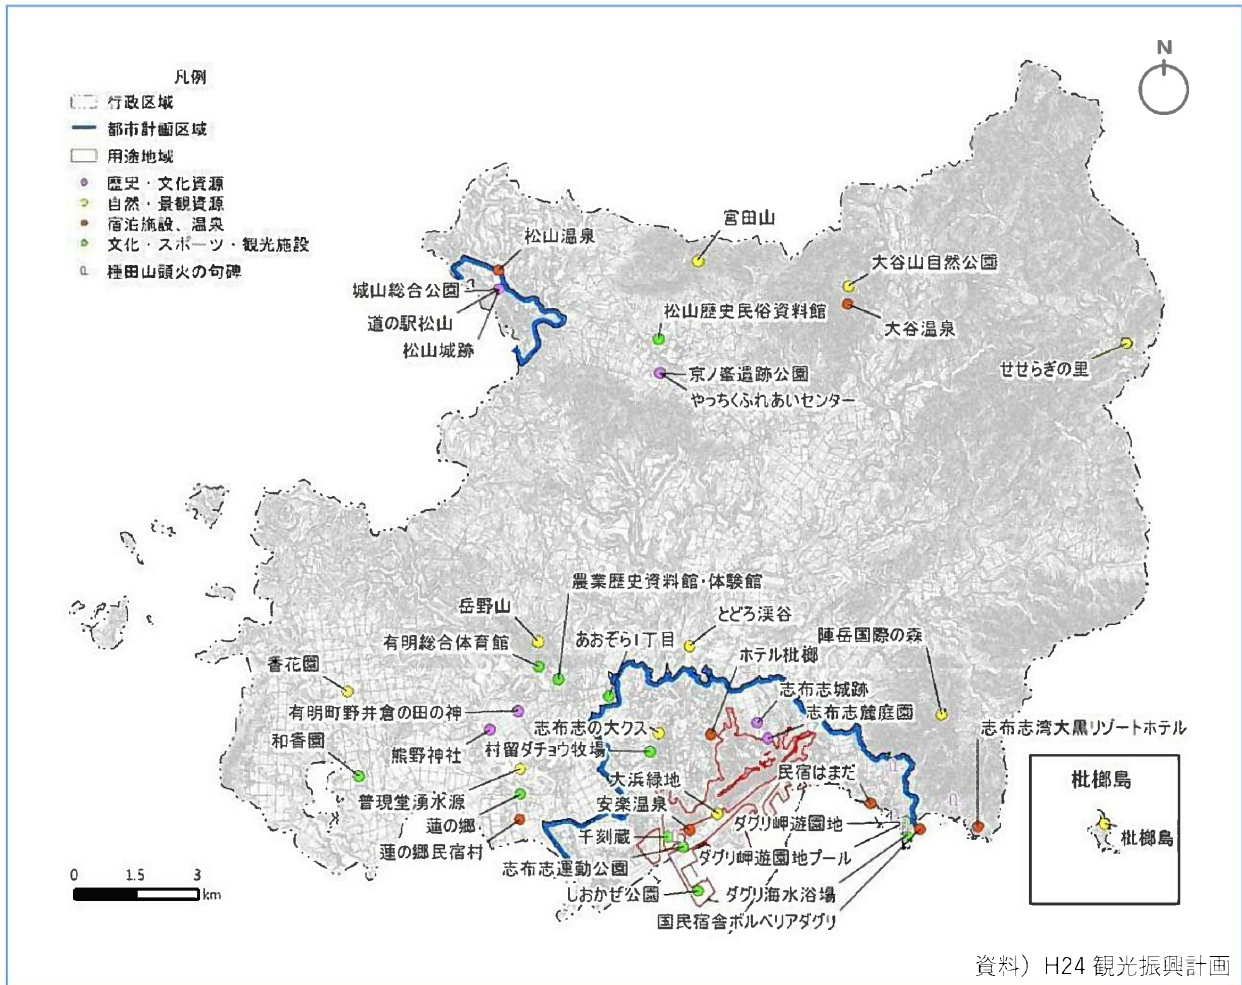 N
凡例
行政区域
都市計画区域
用途地域
歴史・文化資源
自然・景観資源
宿泊施設、温泉
文化・スポーツ・観光施設
種田山頭火の句碑
宮田山
松山温泉
大谷山自然公園
城山総合公園
松山歴史民俗資料館
道の駅松山
大谷温泉
松山城跡
せせらぎの里
京ノ峯遺跡公園
やっちくふれあいセンター
農業歴史資料館・体験館
岳野山
とどろ渓谷
有明総合体育館
あおぞら1丁目
陣岳国際の森
ホテル枇榔
香花園
志布志城跡
有明町野井倉の田の神
志布志麓庭園
志布志の大クス
志布志湾大黒リゾートホテル
和香園
熊野神社
村留ダチョウ牧場
大浜緑地
民宿はまだ
枇榔島
普現堂湧水源
安楽温泉
蓮の郷
ダグリ岬遊園地
千刻蔵
枇榔島
蓮の郷民宿村
ダグリ岬遊園地プール
志布志運動公園
しおかぜ公園
ダグリ海水浴場
国民宿舎ボルベリアダグリ
0 1.5 3
km
資料）H24 観光振興計画